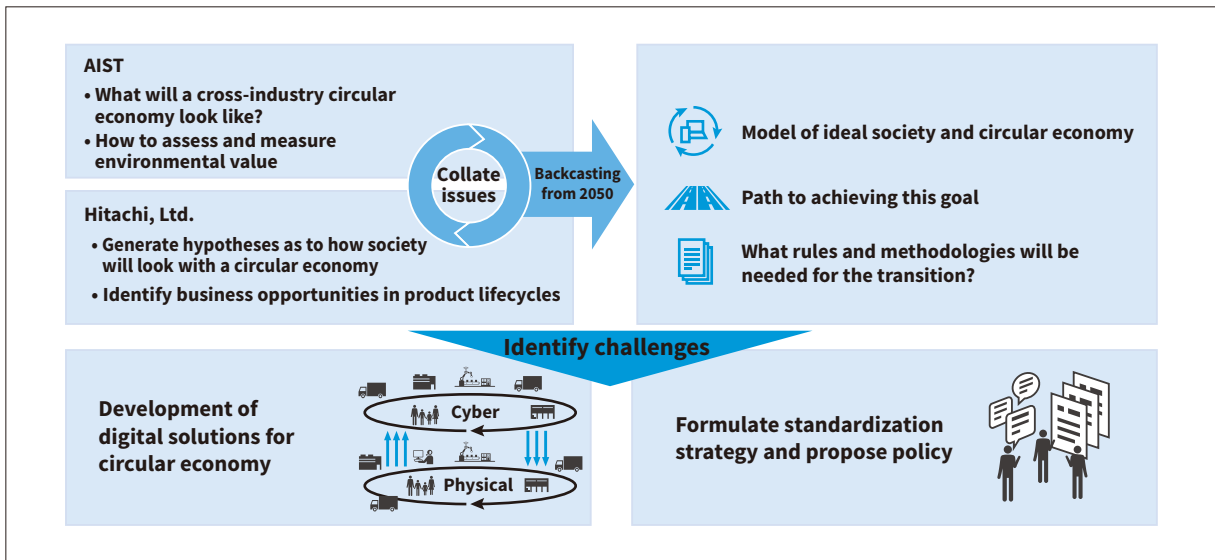 AIST
• What will a cross-industry circular
economy look like?
• How to assess and measure
environmental value
Hitachi, Ltd.
• Generate hypotheses as to how society
will look with a circular economy
• Identify business opportunities in product lifecycles
Collate
issues
Backcasting
from 2050
Model of ideal society and circular economy
Path to achieving this goal
What rules and methodologies will be
needed for the transition?
Identify challenges
Development of
digital solutions for
circular economy
Cyber
Physical
Formulate standardization
strategy and propose policy